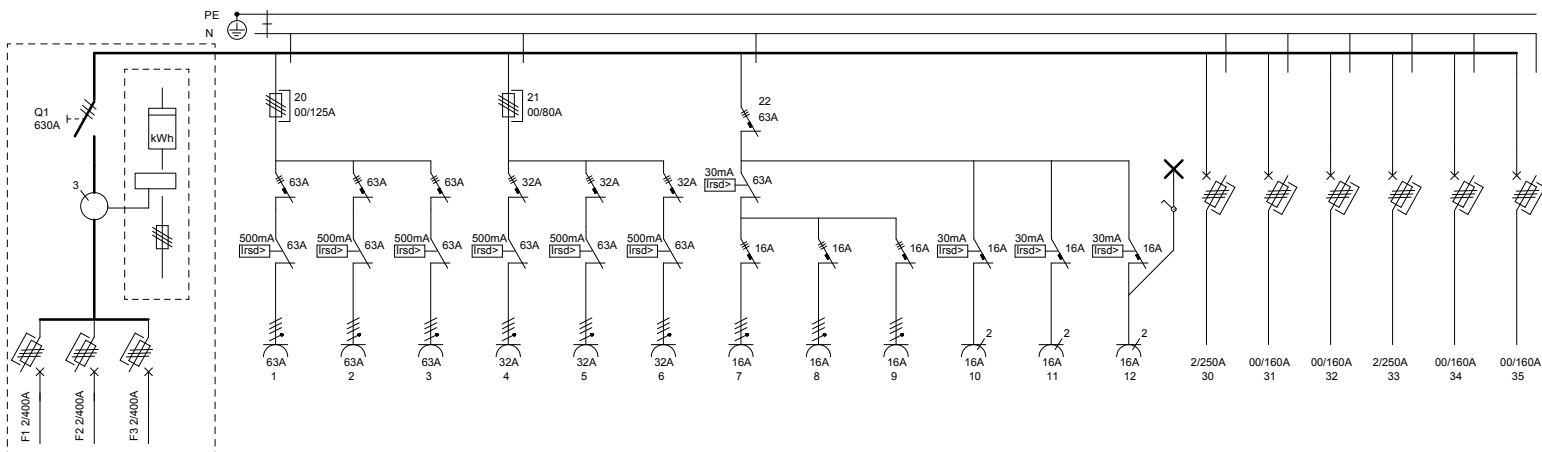 PE
N
Q1
630A
kWh
3
F1 2/400A
F2 2/400A
F3 2/400A
20
00/125A
21
00/80A
22
63A
63A
63A
63A
32A
32A
32A
30mA
Irsd>
63A
500mA
Irsd>
63A
500mA
Irsd>
63A
500mA
Irsd>
63A
500mA
Irsd>
63A
500mA
Irsd>
63A
500mA
Irsd>
63A
16A
16A
16A
30mA
Irsd>
16A
30mA
Irsd>
16A
30mA
Irsd>
16A
2
2
2
63A
63A
63A
32A
32A
32A
16A
16A
16A
16A
16A
16A
2/250A
00/160A
00/160A
2/250A
00/160A
00/160A
1
2
3
4
5
6
7
8
9
10
11
12
30
31
32
33
34
35